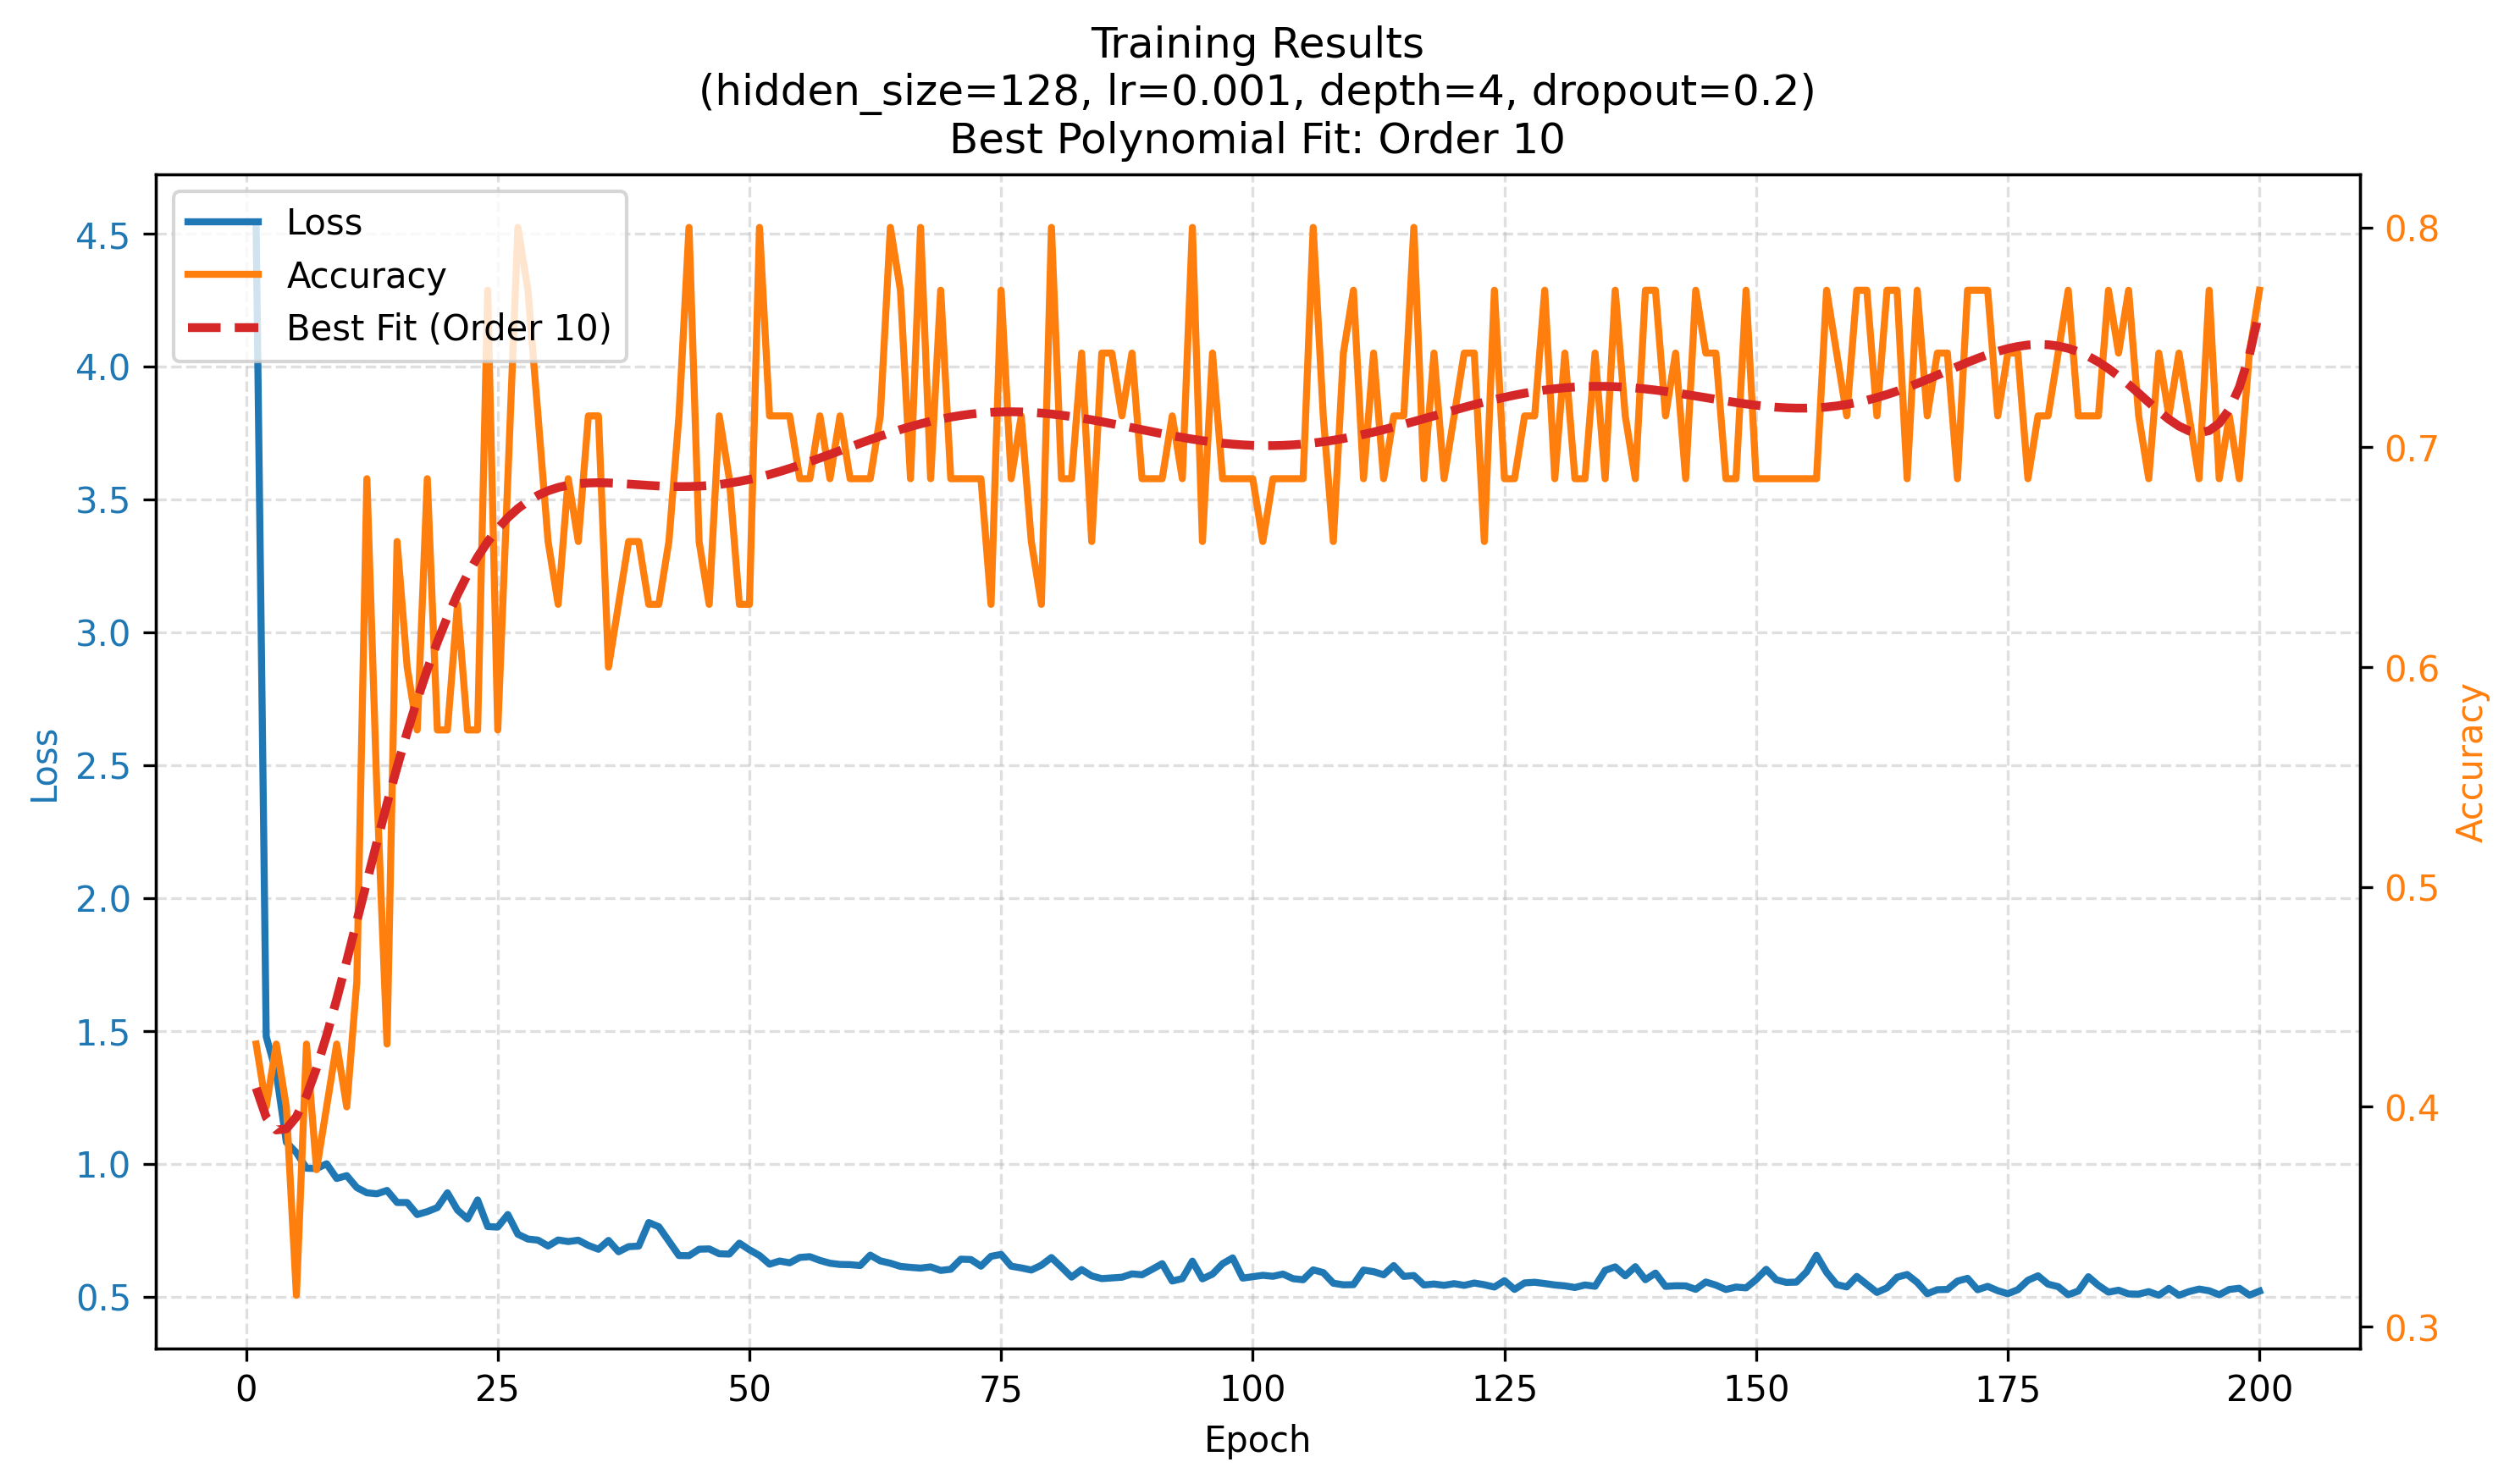 Training Results
(hidden_size=128, lr=0.001, depth=4, dropout=0.2)
Best Polynomial Fit: Order 10
Loss
Accuracy
Best Fit (Order 10)
4.5
4.0
3.5
3.0
2.5
2.0
1.5
1.0
0.5
Loss
0.8
0.7
0.6
0.5
0.4
0.3
Accuracy
0 25 50 75 100 125 150 175 200
Epoch